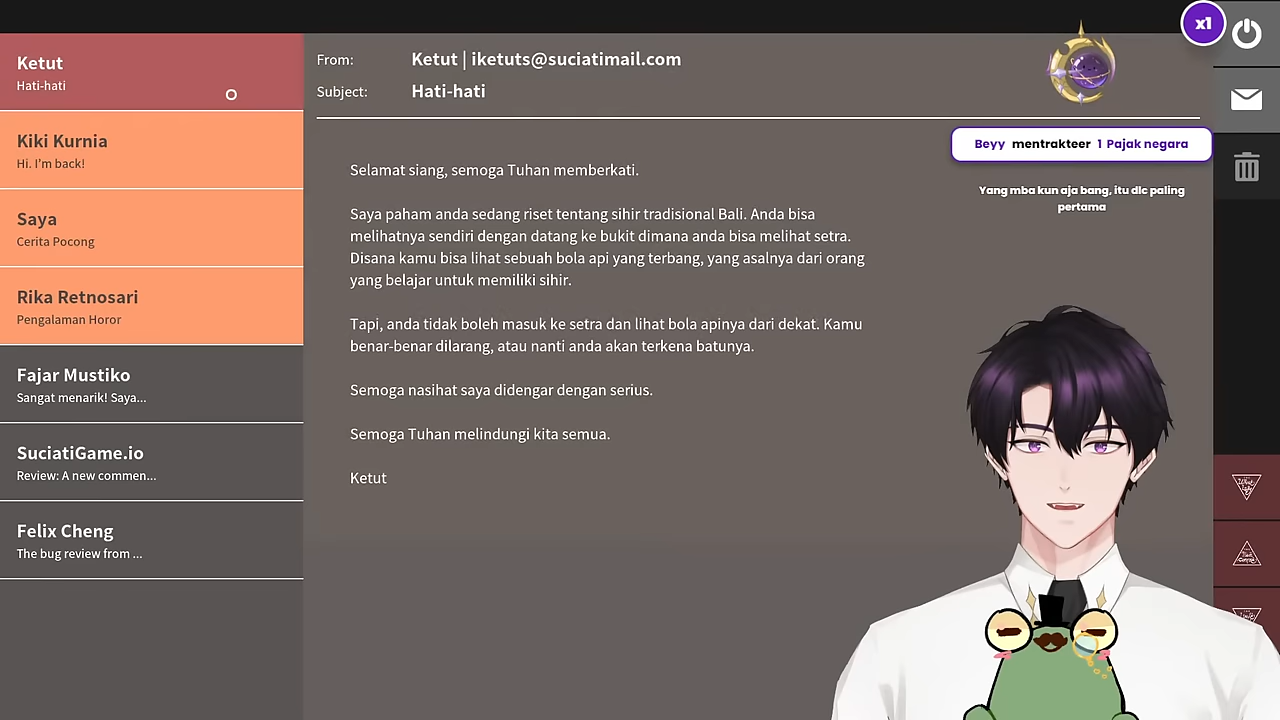 x1
Ketut
Hati-hati
Kiki Kurnia
Hi. I'm back!
Saya
Cerita Pocong
Rika Retnosari
Pengalaman Horor
Fajar Mustiko
Sangat menarik! Saya...
SuciatiGame.io
Review: A new commen...
Felix Cheng
The bug review from ...
From: Ketut | iketuts@suciatimail.com
Subject: Hati-hati
Selamat siang, semoga Tuhan memberkati.
Saya paham anda sedang riset tentang sihir tradisional Bali. Anda bisa
melihatnya sendiri dengan datang ke bukit dimana anda bisa melihat setra.
Disana kamu bisa lihat sebuah bola api yang terbang, yang asalnya dari orang
yang belajar untuk memiliki sihir.
Tapi, anda tidak boleh masuk ke setra dan lihat bola apinya dari dekat. Kamu
benar-benar dilarang, atau nanti anda akan terkena batunya.
Semoga nasihat saya didengar dengan serius.
Semoga Tuhan melindungi kita semua.
Ketut
Beyy mentrakteer 1 Pajak negara
Yang mba kun aja bang, itu dlc paling
pertama